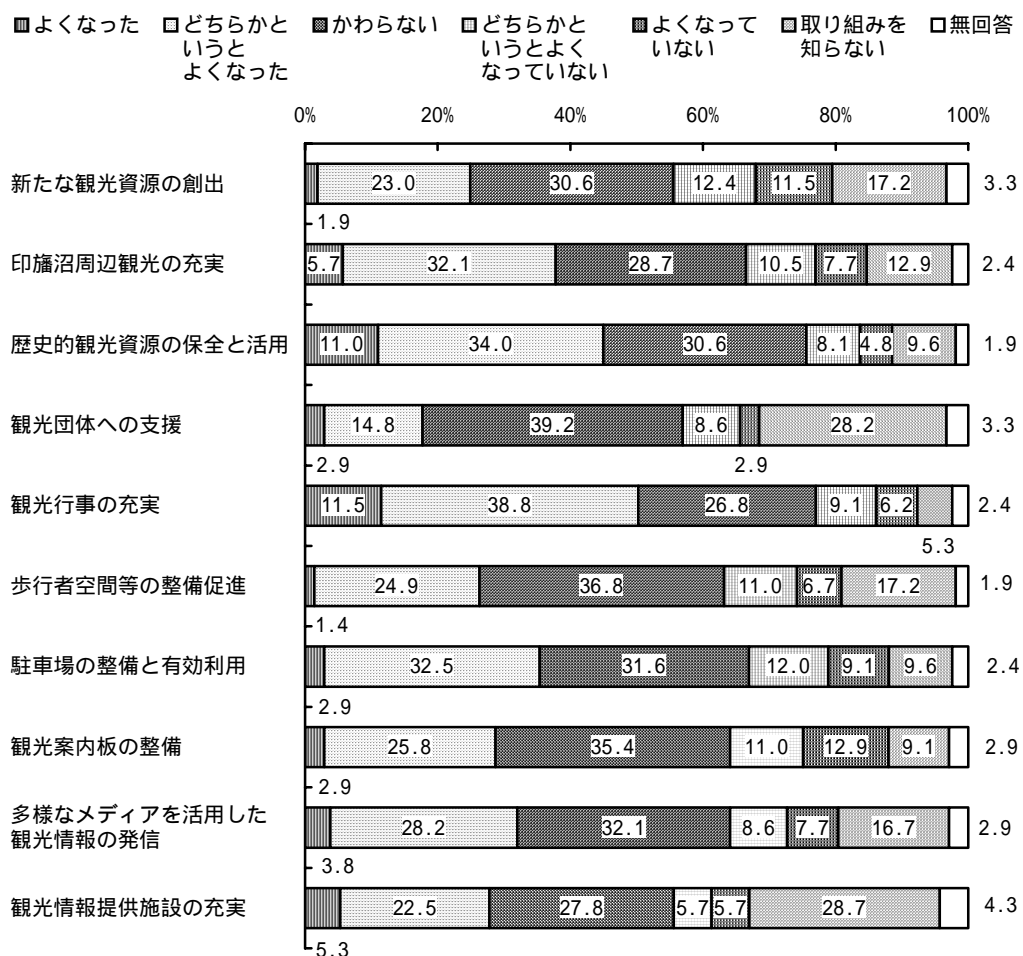 よくなった
どちらかと
いうと
よくなった
かわらない
どちらかと
いうとよく
なっていない
よくなって
いない
取り組みを
知らない
無回答
0% 20% 40% 60% 80% 100%
新たな観光資源の創出 23.0 30.6 12.4 11.5 17.2 3.3
1.9
印旛沼周辺観光の充実 5.7 32.1 28.7 10.5 7.7 12.9 2.4
歴史的観光資源の保全と活用 11.0 34.0 30.6 8.1 4.8 9.6 1.9
観光団体への支援 14.8 39.2 8.6 28.2 3.3
2.9 2.9
観光行事の充実 11.5 38.8 26.8 9.1 6.2 2.4
5.3
歩行者空間等の整備促進 24.9 36.8 11.0 6.7 17.2 1.9
1.4
駐車場の整備と有効利用 32.5 31.6 12.0 9.1 9.6 2.4
2.9
観光案内板の整備 25.8 35.4 11.0 12.9 9.1 2.9
2.9
多様なメディアを活用した
観光情報の発信 28.2 32.1 8.6 7.7 16.7 2.9
3.8
観光情報提供施設の充実 22.5 27.8 5.7 5.7 28.7 4.3
5.3